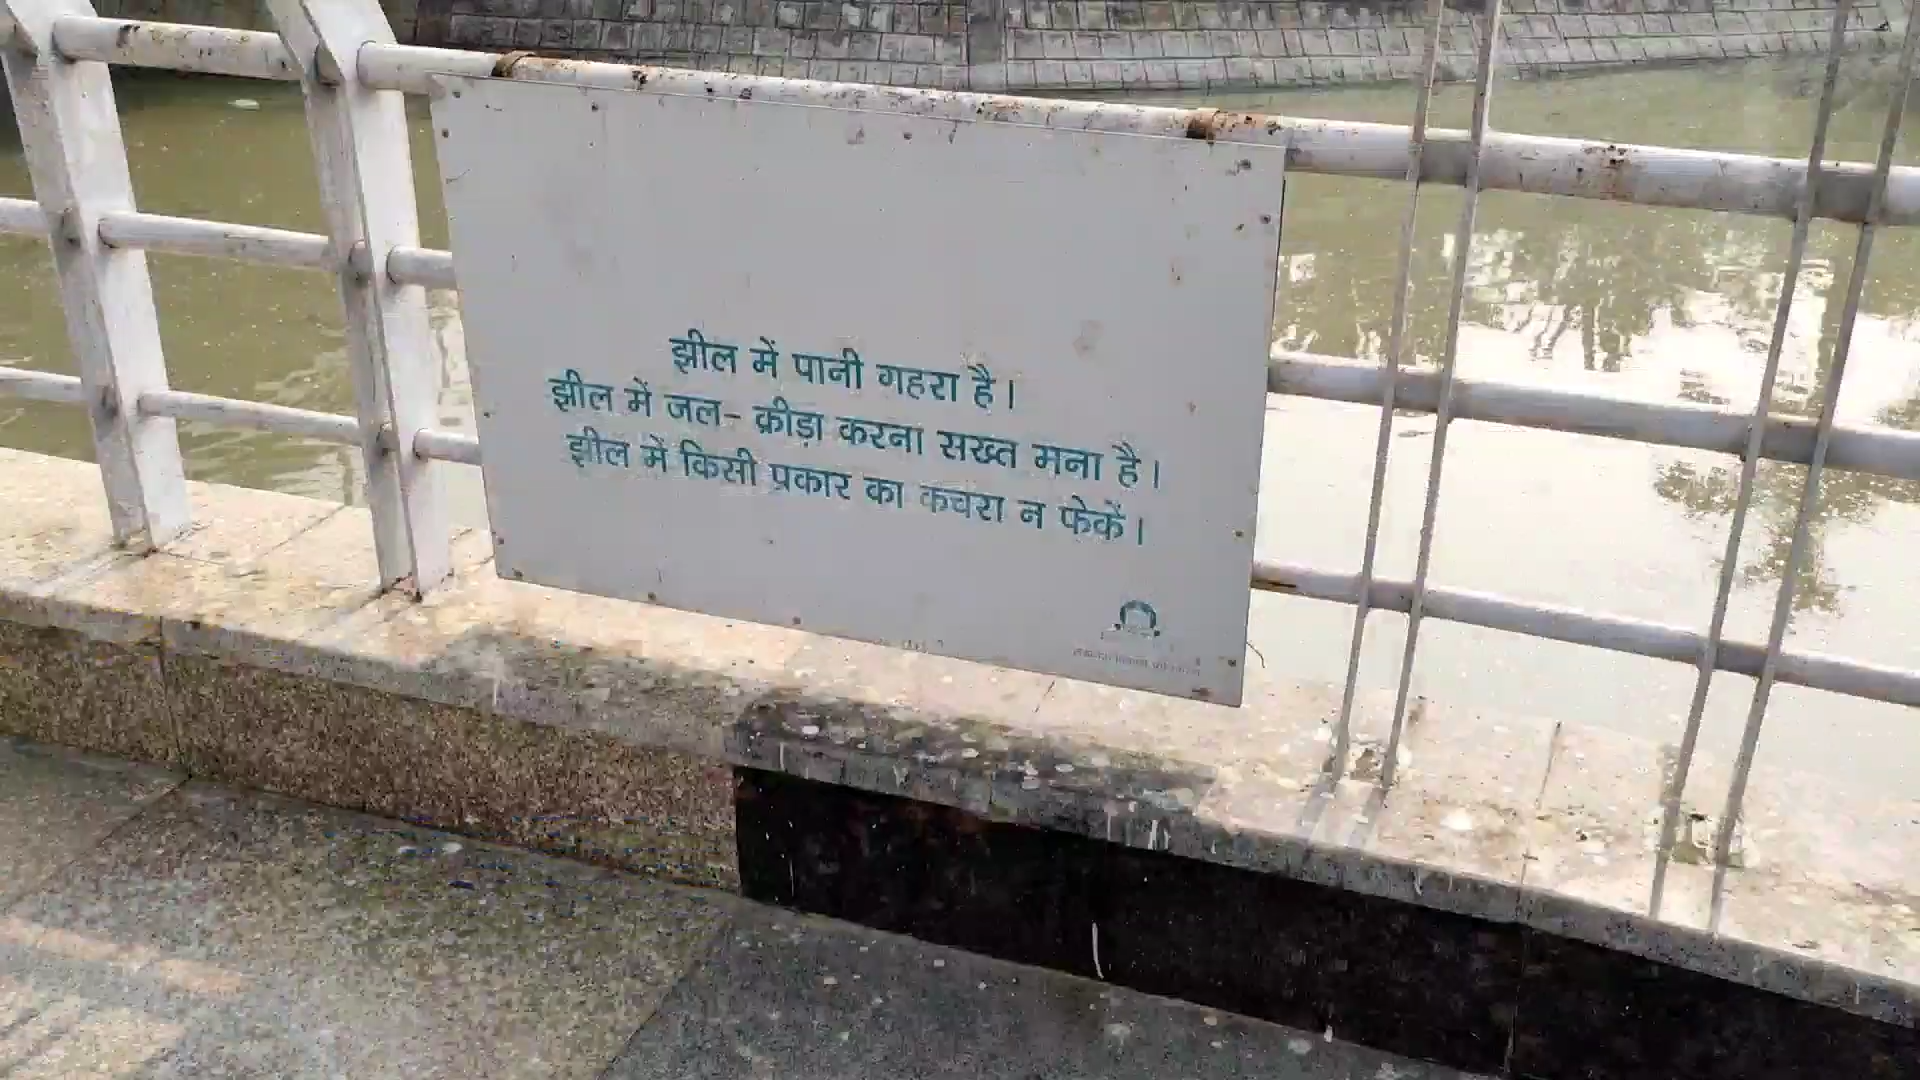 झील में पानी गहरा है।
झील में जल- क्रीड़ा करना सख्त मना है।
झील में किसी प्रकार का कचरा न फेकें।